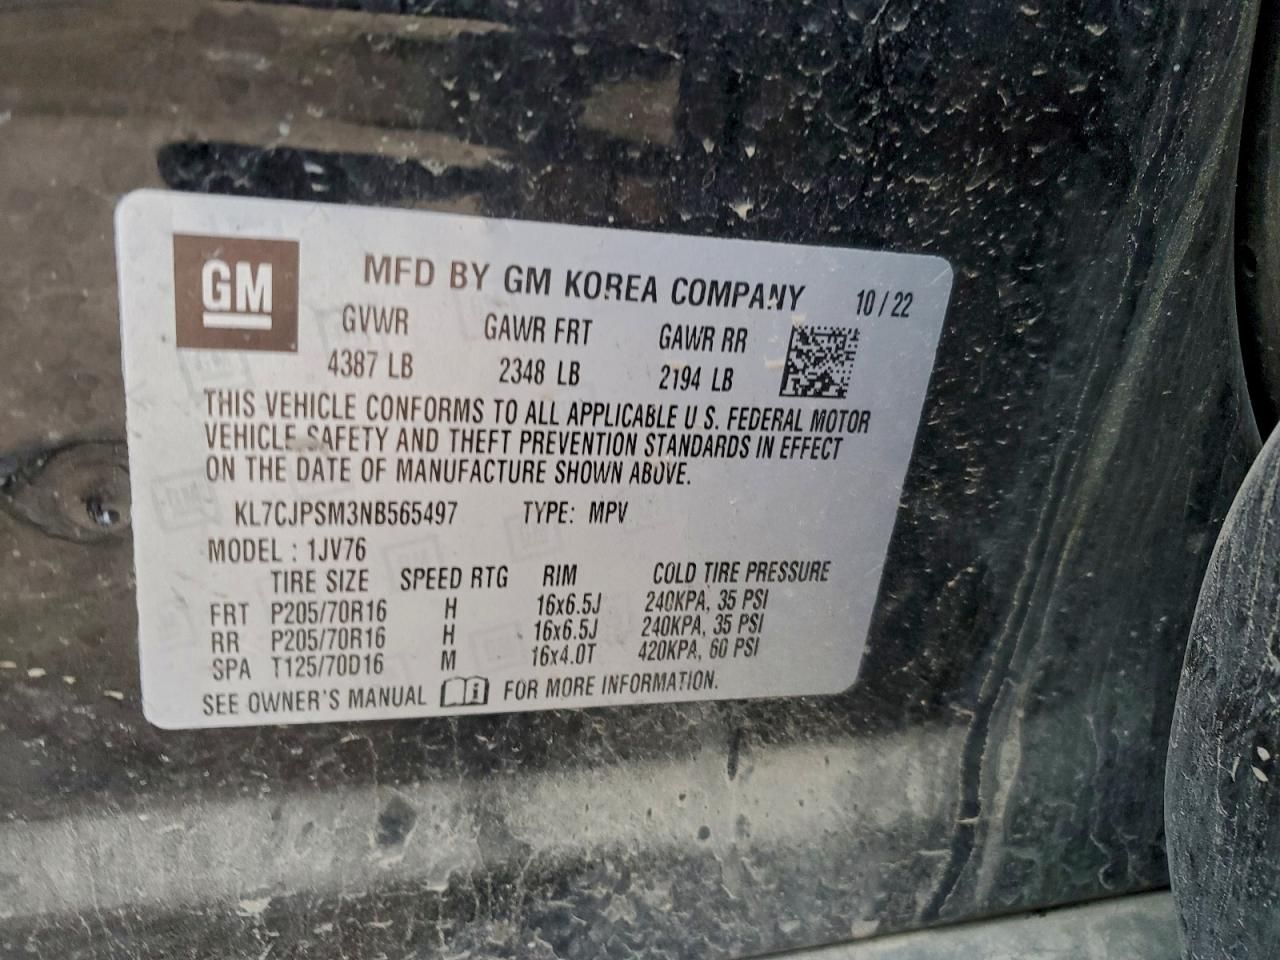 GM
MFD BY GM KOREA COMPANY 10 / 22
GVWR GAWR FRT GAWR RR
4387 LB 2348 LB 2194 LB
THIS VEHICLE CONFORMS TO ALL APPLICABLE U S. FEDERAL MOTOR
VEHICLE SAFETY AND THEFT PREVENTION STANDARDS IN EFFECT
ON THE DATE OF MANUFACTURE SHOWN ABOVE.
KL7CJPSM3NB565497 TYPE: MPV
MODEL : 1JV76
TIRE SIZE SPEED RTG RIM COLD TIRE PRESSURE
FRT P205/70R16 H 16x6.5J 240KPA, 35 PSI
RR P205/70R16 H 16x6.5J 240KPA, 35 PSI
SPA T125/70D16 M 16x4.0T 420KPA, 60 PSI
SEE OWNER'S MANUAL i FOR MORE INFORMATION.